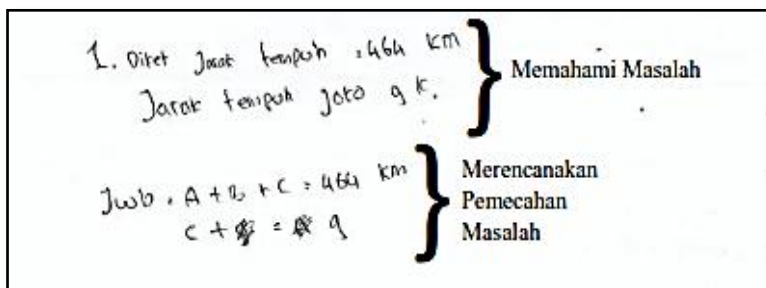 1. Diket Jarak tempuh : 464 km
Jarak tempuh joko 9 k.
Memahami Masalah
Jwb : A + B + C = 464 km
C + = 9
Merencanakan
Pemecahan
Masalah